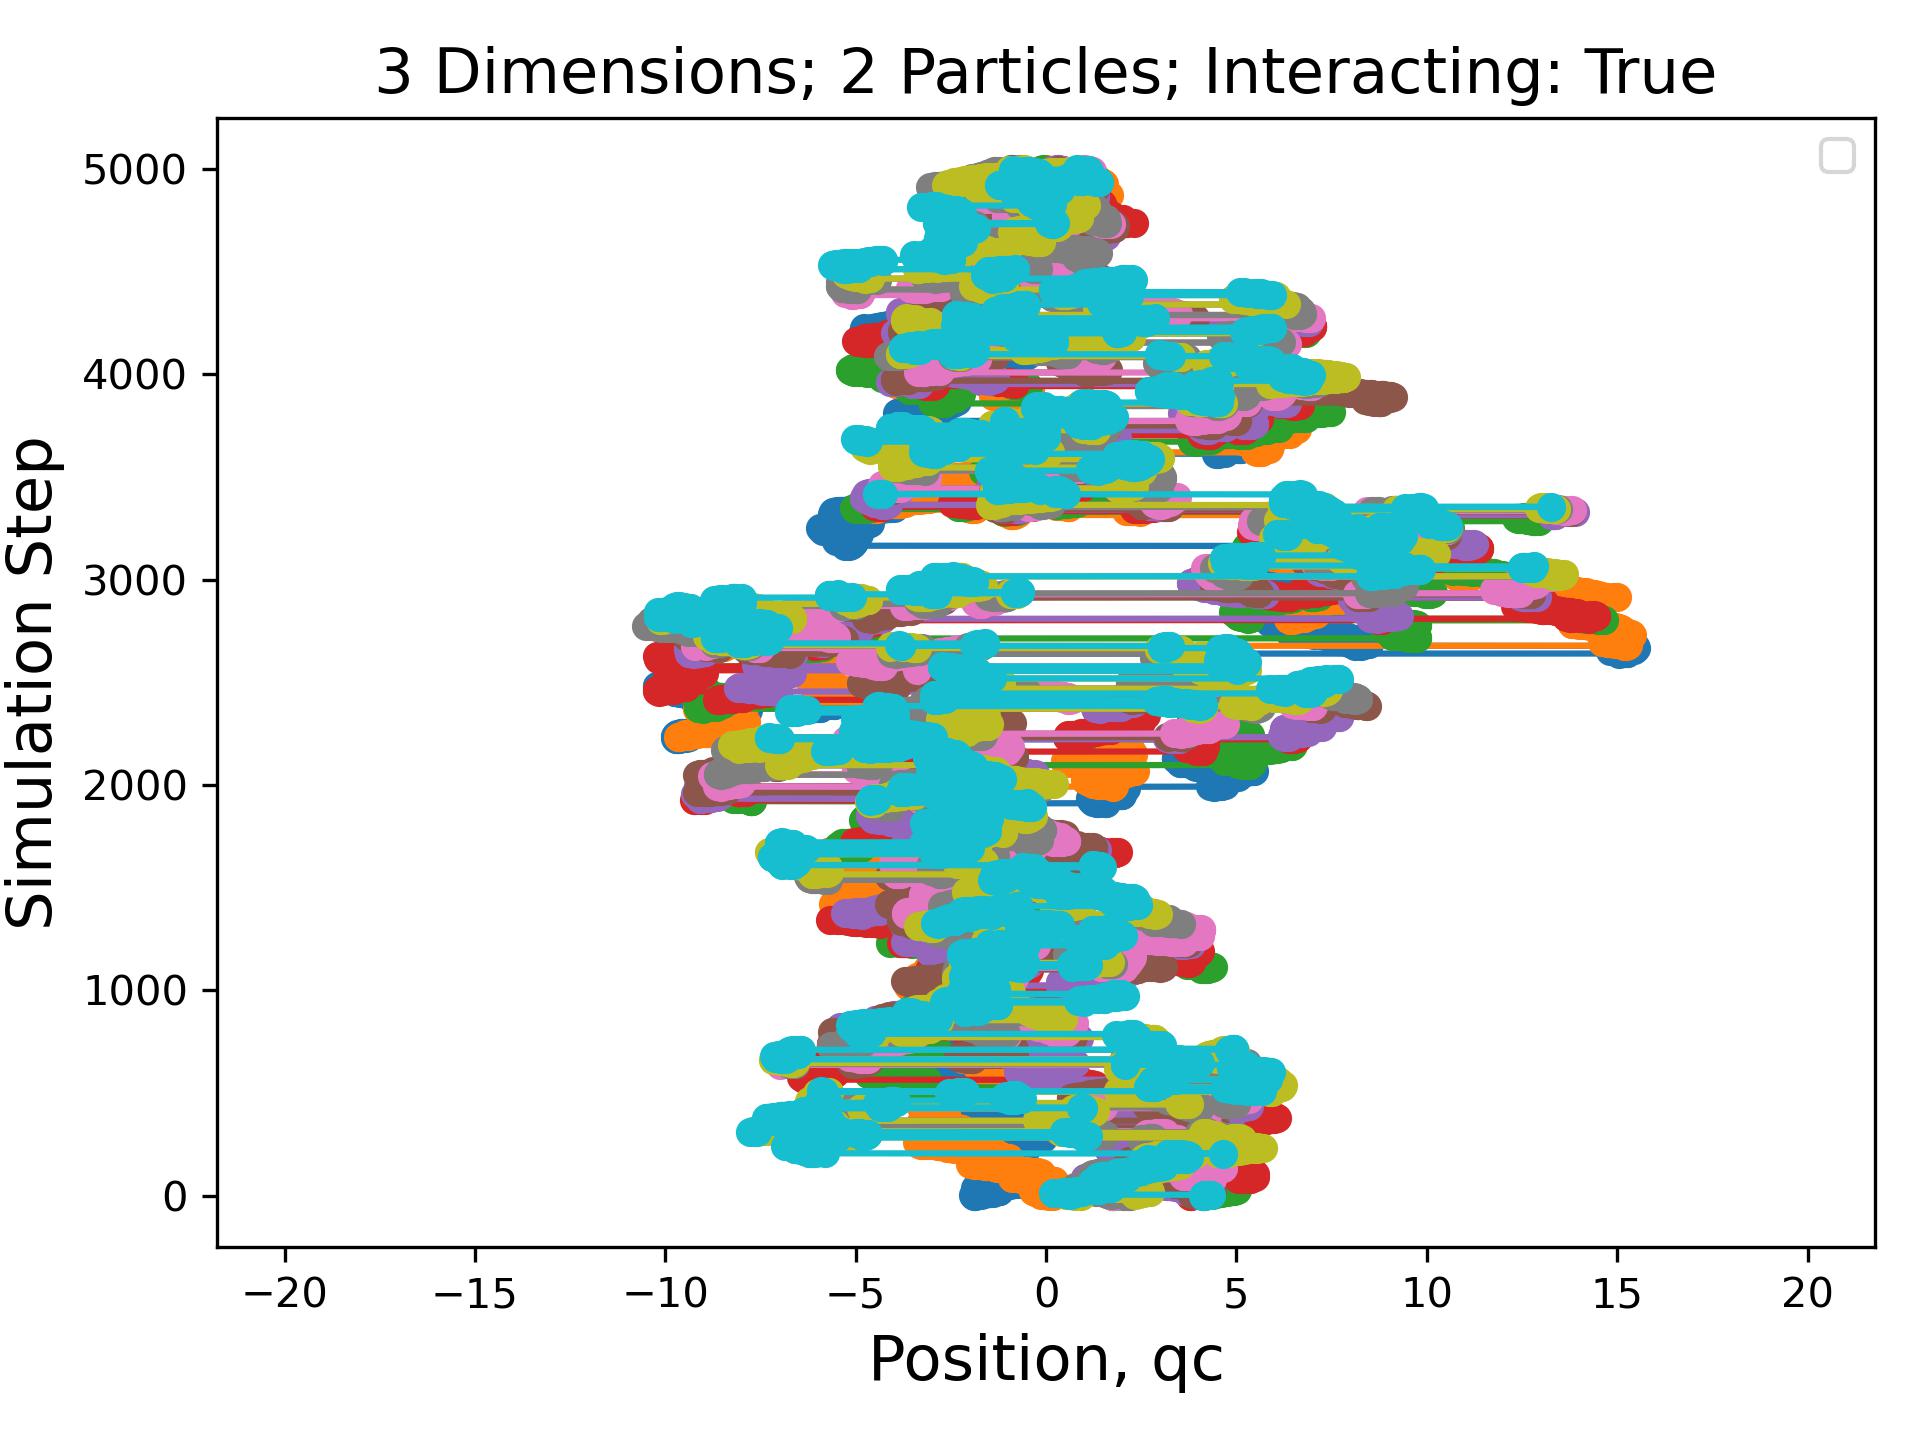 3 Dimensions; 2 Particles; Interacting: True
Simulation Step
5000
4000
3000
2000
1000
0
−20 −15 −10 −5 0 5 10 15 20
Position, qc